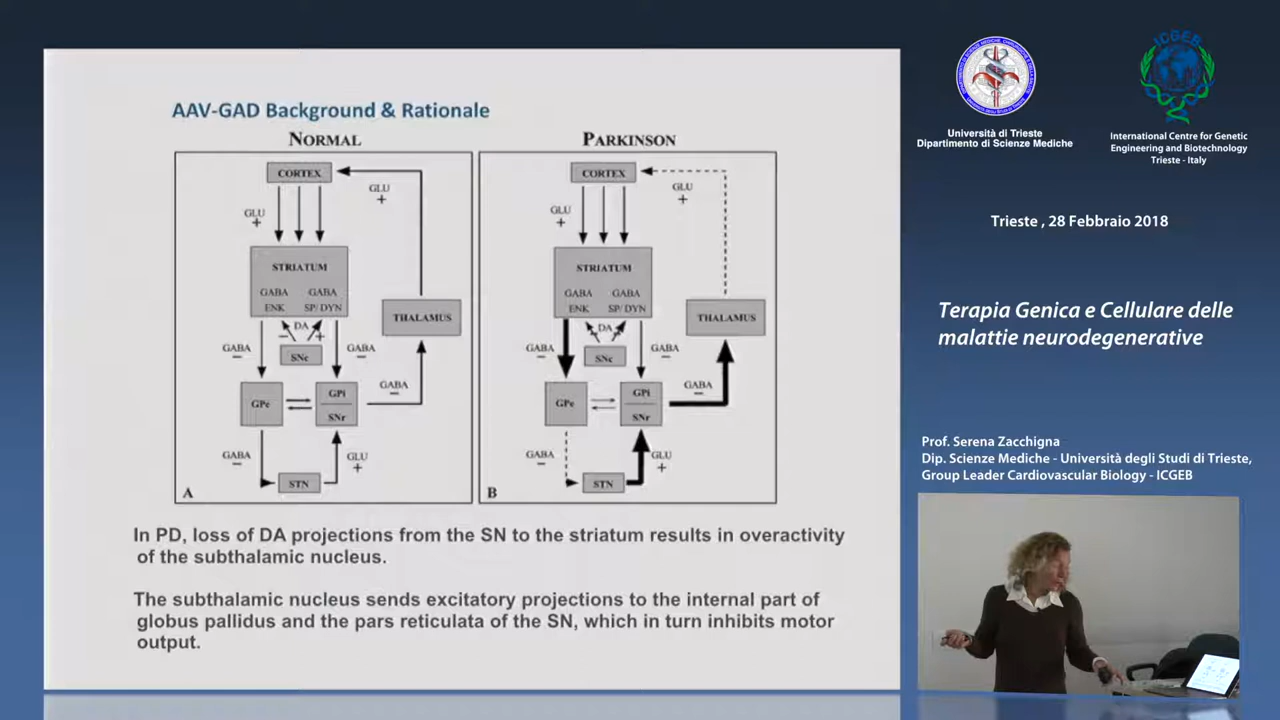 AAV-GAD Background & Rationale
NORMAL
CORTEX
GLU
+
GLU
+
STRIATUM
GABA GABA
ENK SP/DYN
DA
− +
THALAMUS
SNc
GABA
−
GABA
−
GABA
−
GPe
GPi
SNr
GABA
−
GLU
+
STN
A
PARKINSON
CORTEX
GLU
+
GLU
+
STRIATUM
GABA GABA
ENK SP/DYN
DA
THALAMUS
SNc
GABA
−
GABA
−
GABA
−
GPe
GPi
SNr
GABA
−
GLU
+
STN
B
In PD, loss of DA projections from the SN to the striatum results in overactivity
of the subthalamic nucleus.
The subthalamic nucleus sends excitatory projections to the internal part of
globus pallidus and the pars reticulata of the SN, which in turn inhibits motor
output.
Università di Trieste
Dipartimento di Scienze Mediche
ICGEB
International Centre for Genetic
Engineering and Biotechnology
Trieste - Italy
Trieste , 28 Febbraio 2018
Terapia Genica e Cellulare delle
malattie neurodegenerative
Prof. Serena Zacchigna
Dip. Scienze Mediche - Università degli Studi di Trieste,
Group Leader Cardiovascular Biology - ICGEB